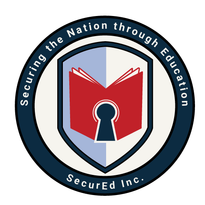 Securing the Nation through Education
SecurEd Inc.